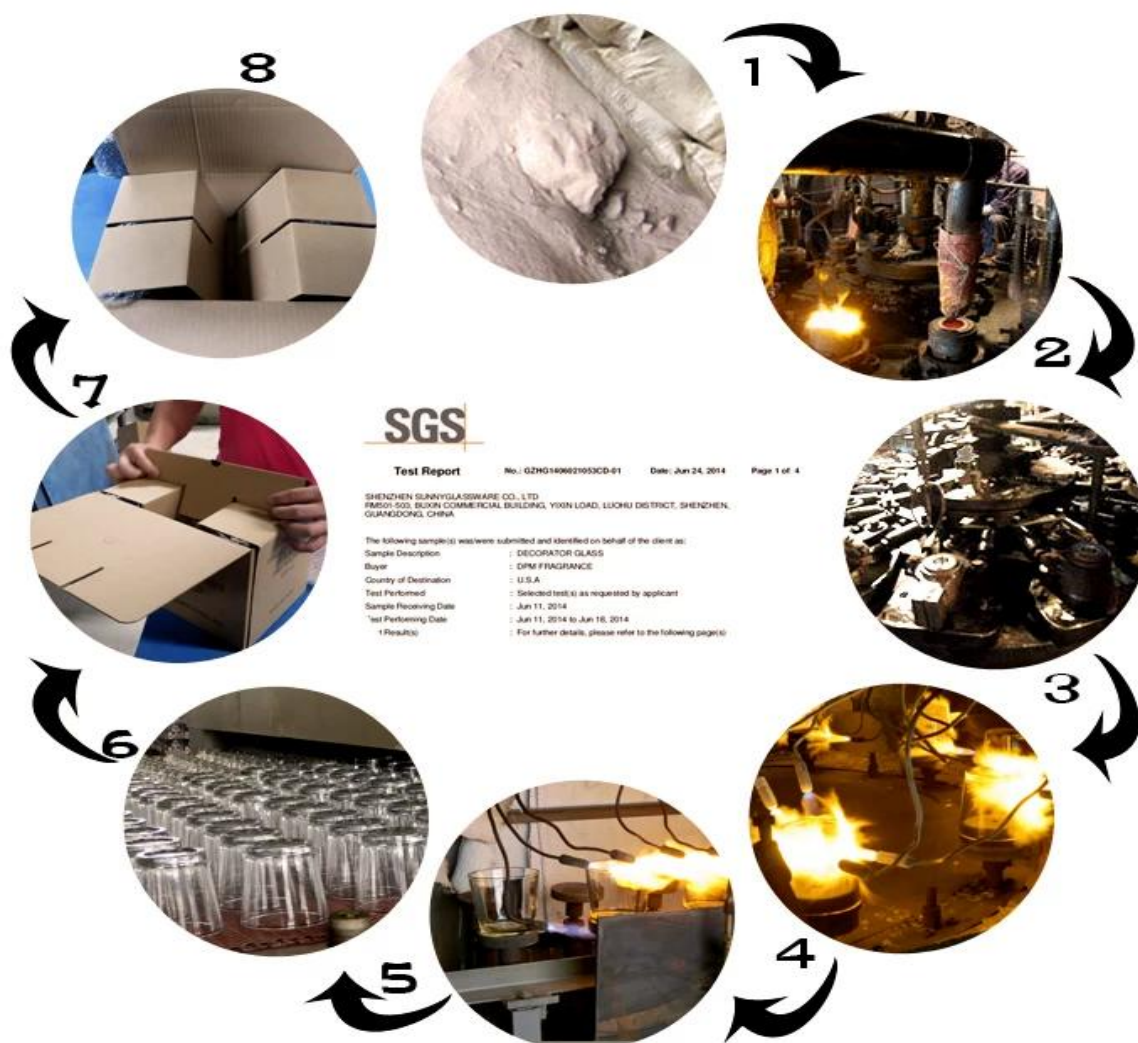 8
1
2
7
SGS
Test Report No.: GZHG1406021053CD-01 Date: Jun 24, 2014 Page 1 of 4
SHENZHEN SUNNYGLASSWARE CO., LTD
RM501-503, BUXIN COMMERCIAL BUILDING, YIXIN LOAD, LUOHU DISTRICT, SHENZHEN,
GUANGDONG, CHINA
The following sample(s) was/were submitted and identified on behalf of the client as:
Sample Description : DECORATOR GLASS
Buyer : DPM FRAGRANCE
Country of Destination : U.S.A
Test Performed : Selected test(s) as requested by applicant
Sample Receiving Date : Jun 11, 2014
Test Performing Date : Jun 11, 2014 to Jun 18, 2014
t Result(s) : For further details, please refer to the following page(s)
3
6
4
5